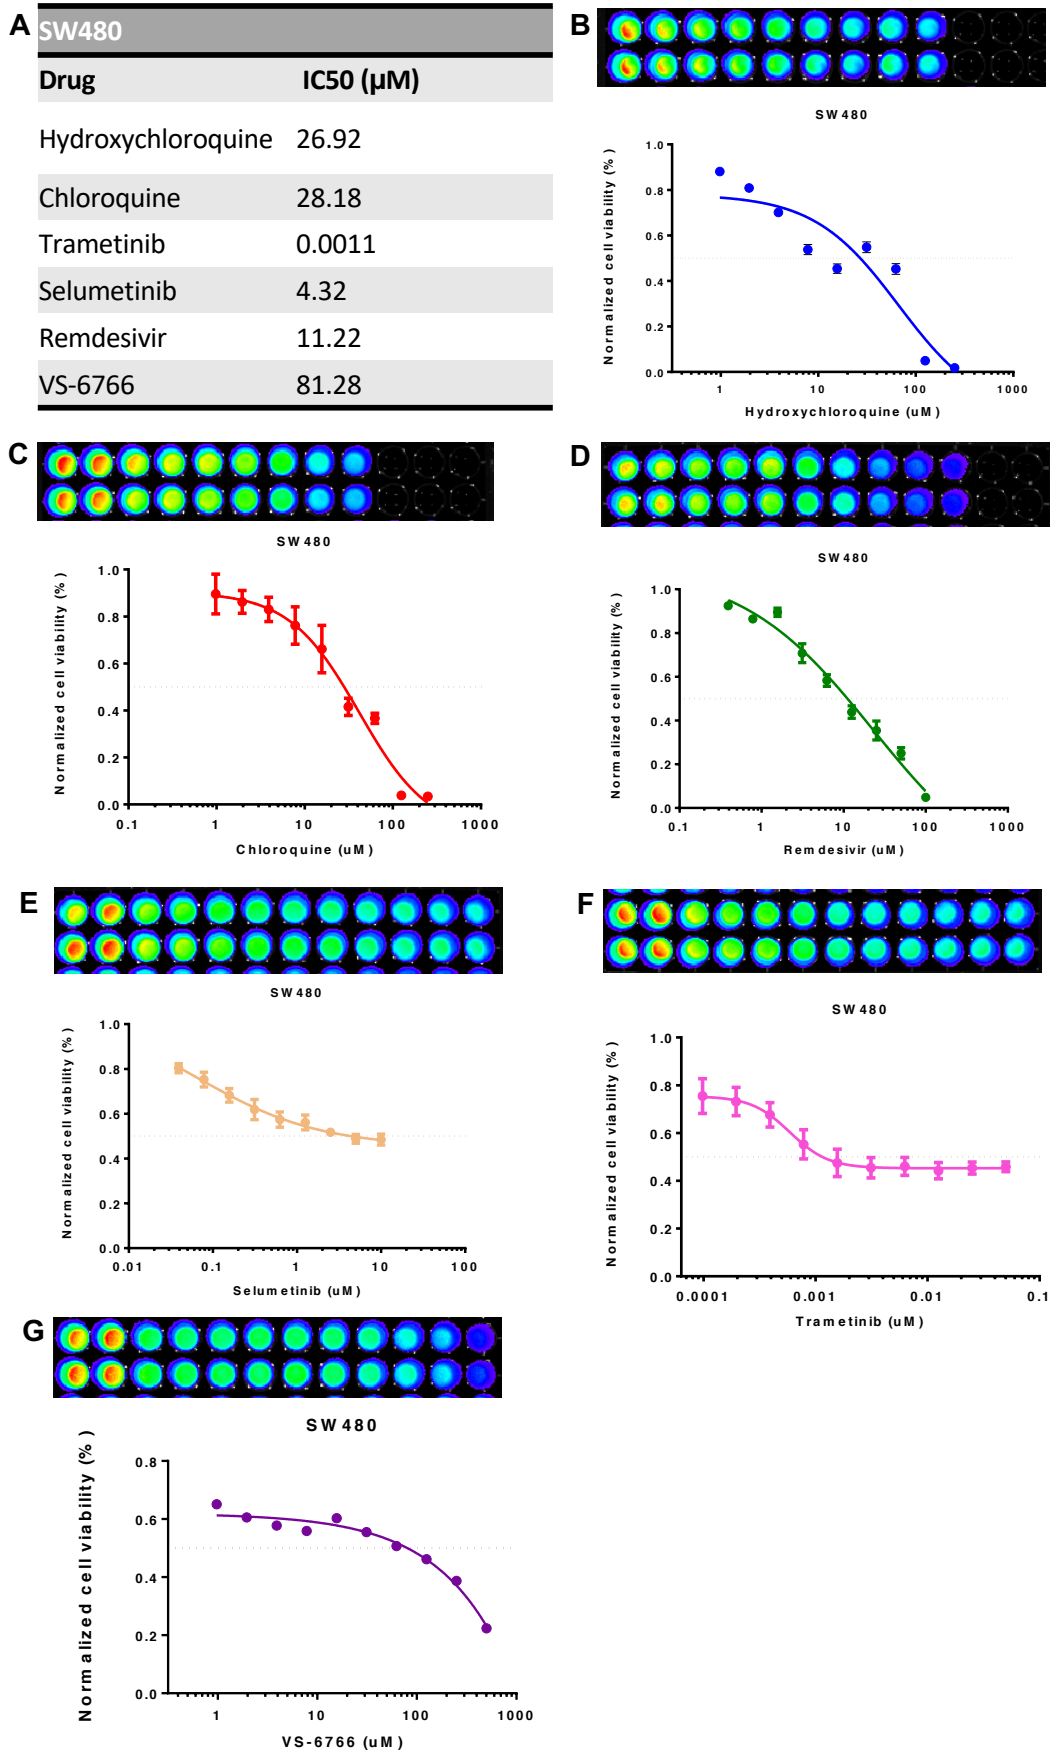 A
SW480
Drug IC50 (µM)
Hydroxychloroquine 26.92
Chloroquine 28.18
Trametinib 0.0011
Selumetinib 4.32
Remdesivir 11.22
VS-6766 81.28
B
SW480
Normalized cell viability (%)
1.0
0.8
0.6
0.4
0.2
0.0
1 10 100 1000
Hydroxychloroquine (uM)
C
SW480
Normalized cell viability (%)
1.0
0.8
0.6
0.4
0.2
0.0
0.1 1 10 100 1000
Chloroquine (uM)
D
SW480
Normalized cell viability (%)
1.0
0.8
0.6
0.4
0.2
0.0
0.1 1 10 100 1000
Remdesivir (uM)
E
SW480
Normalized cell viability (%)
1.0
0.8
0.6
0.4
0.2
0.0
0.01 0.1 1 10 100
Selumetinib (uM)
F
SW480
Normalized cell viability (%)
1.0
0.8
0.6
0.4
0.2
0.0
0.0001 0.001 0.01 0.1
Trametinib (uM)
G
SW480
Normalized cell viability (%)
0.8
0.6
0.4
0.2
0.0
1 10 100 1000
VS-6766 (uM)